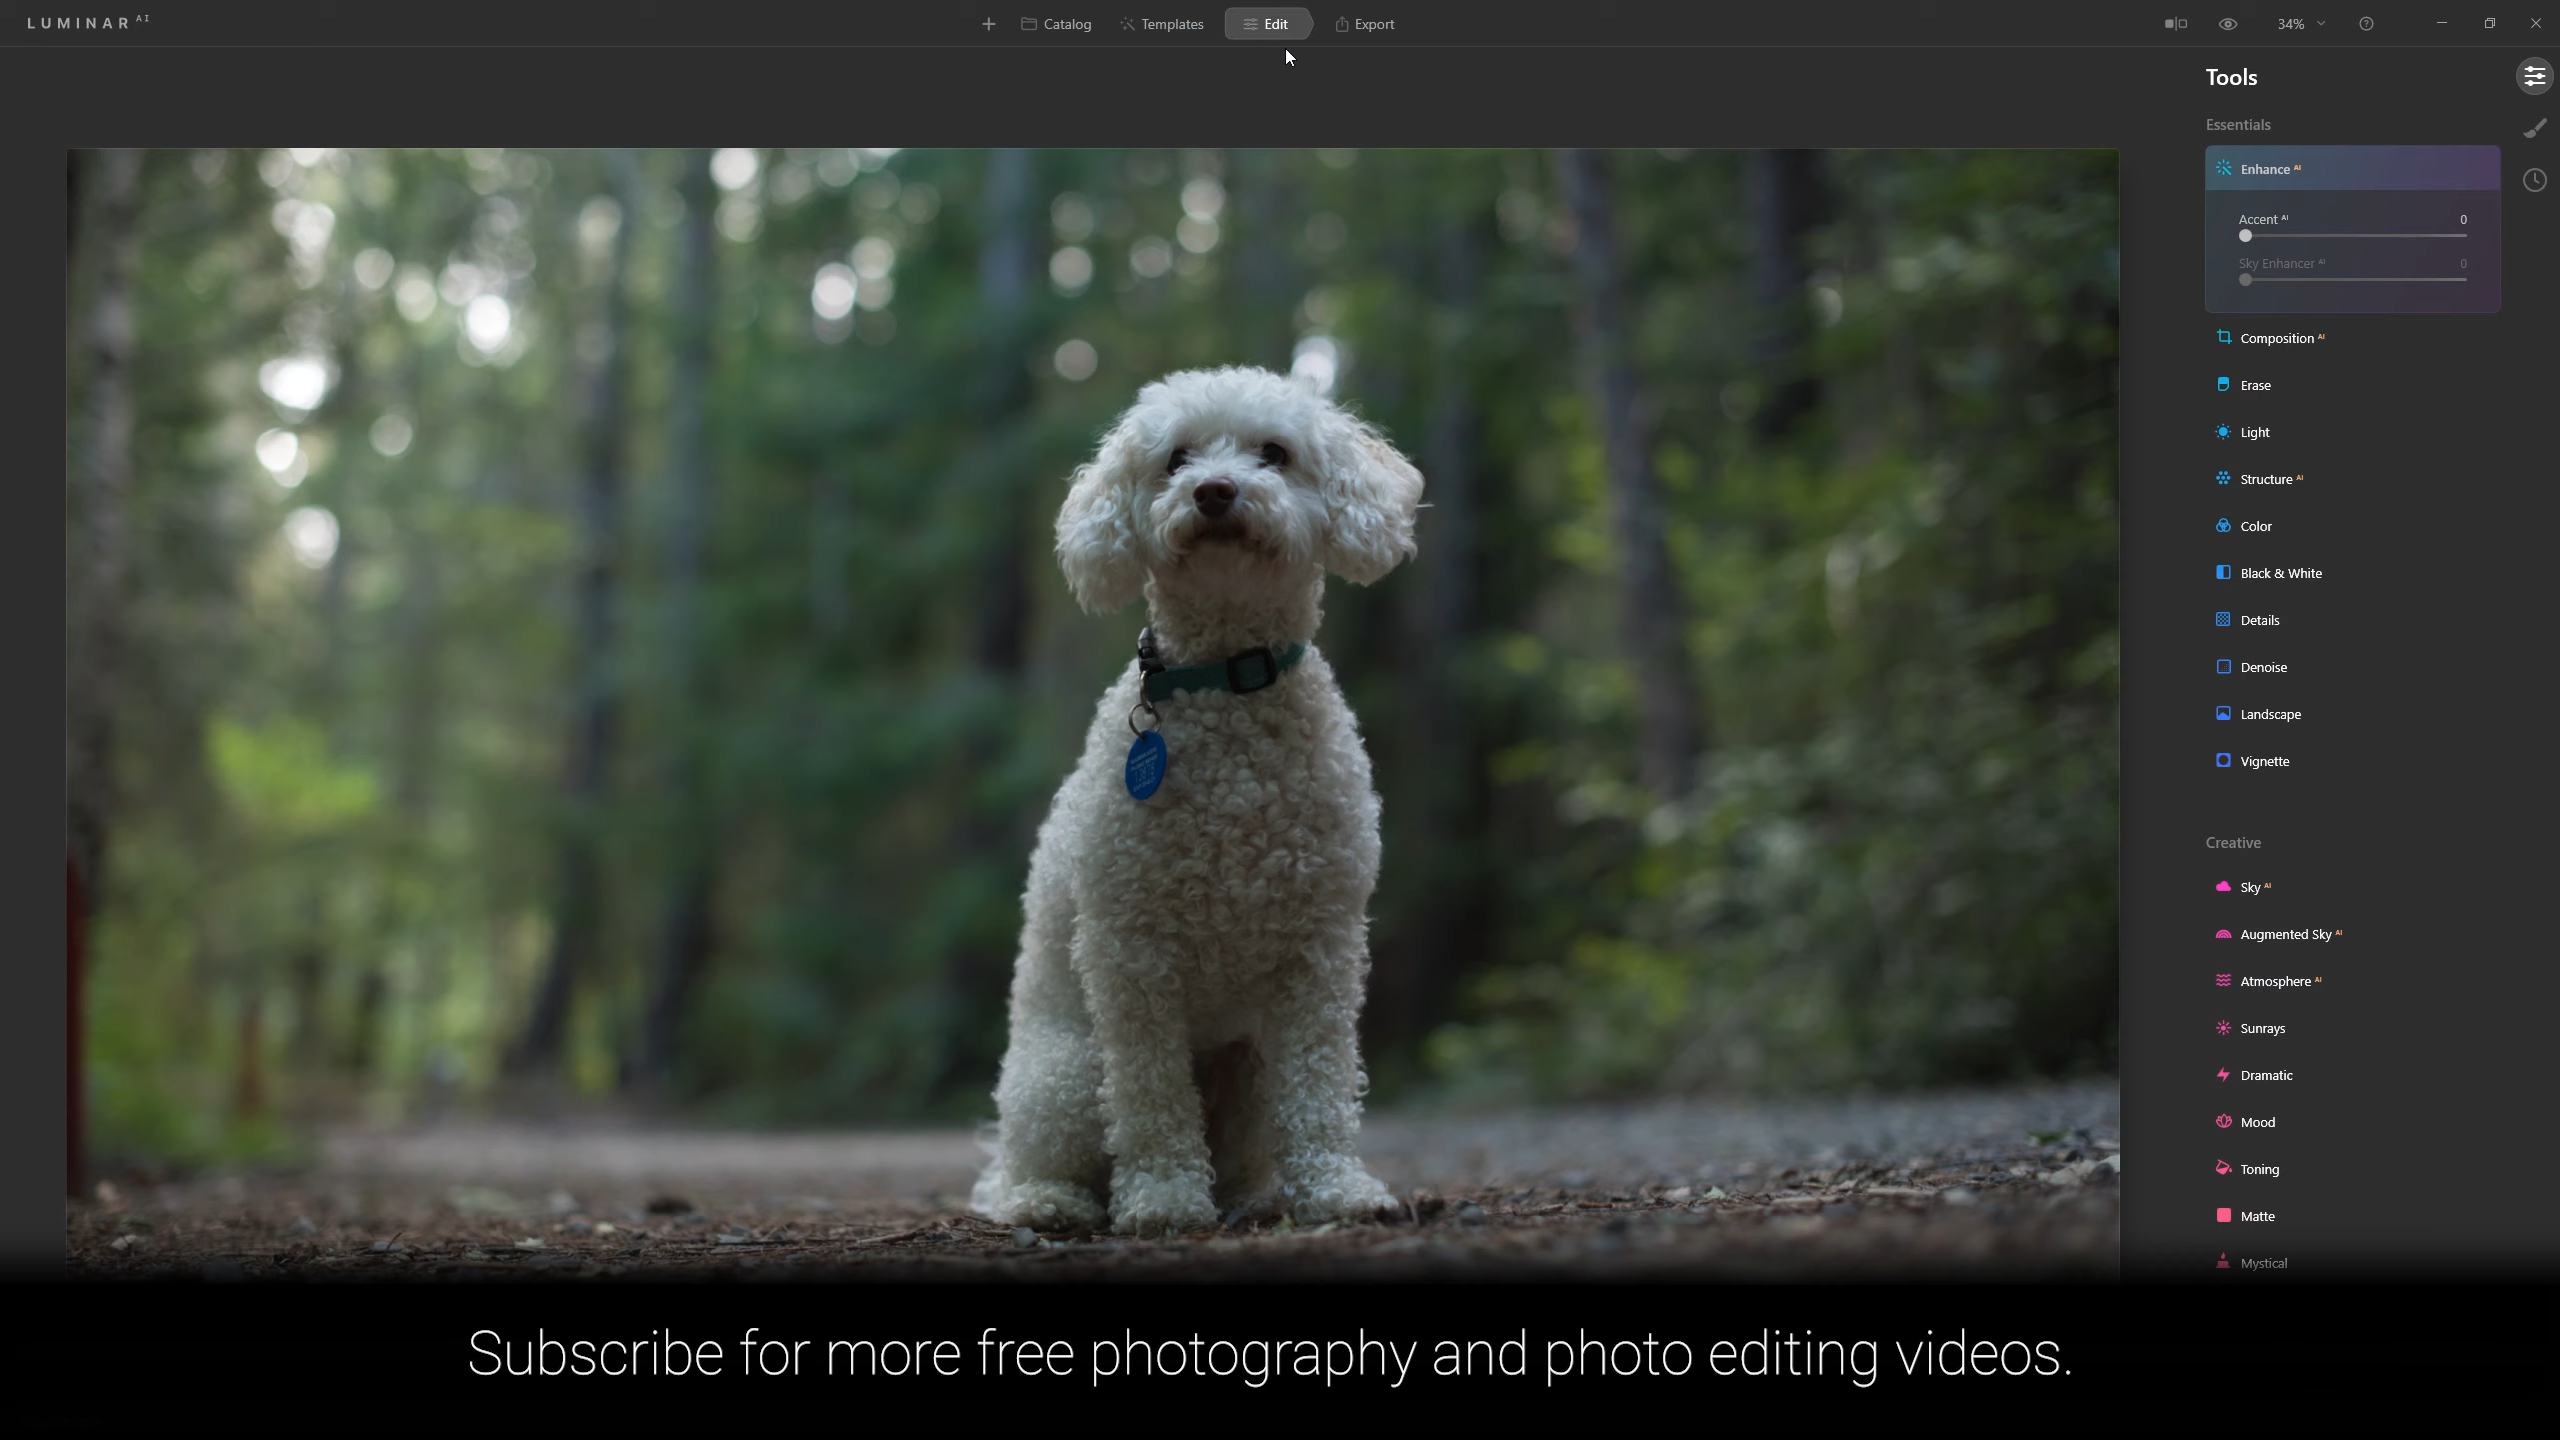 LUMINAR AI
Catalog
Templates
Edit
Export
34%
Tools
Essentials
Enhance AI
Accent AI 0
Sky Enhancer AI 0
Composition AI
Erase
Light
Structure AI
Color
Black & White
Details
Denoise
Landscape
Vignette
Creative
Sky AI
Augmented Sky AI
Atmosphere AI
Sunrays
Dramatic
Mood
Toning
Matte
Mystical
Subscribe for more free photography and photo editing videos.